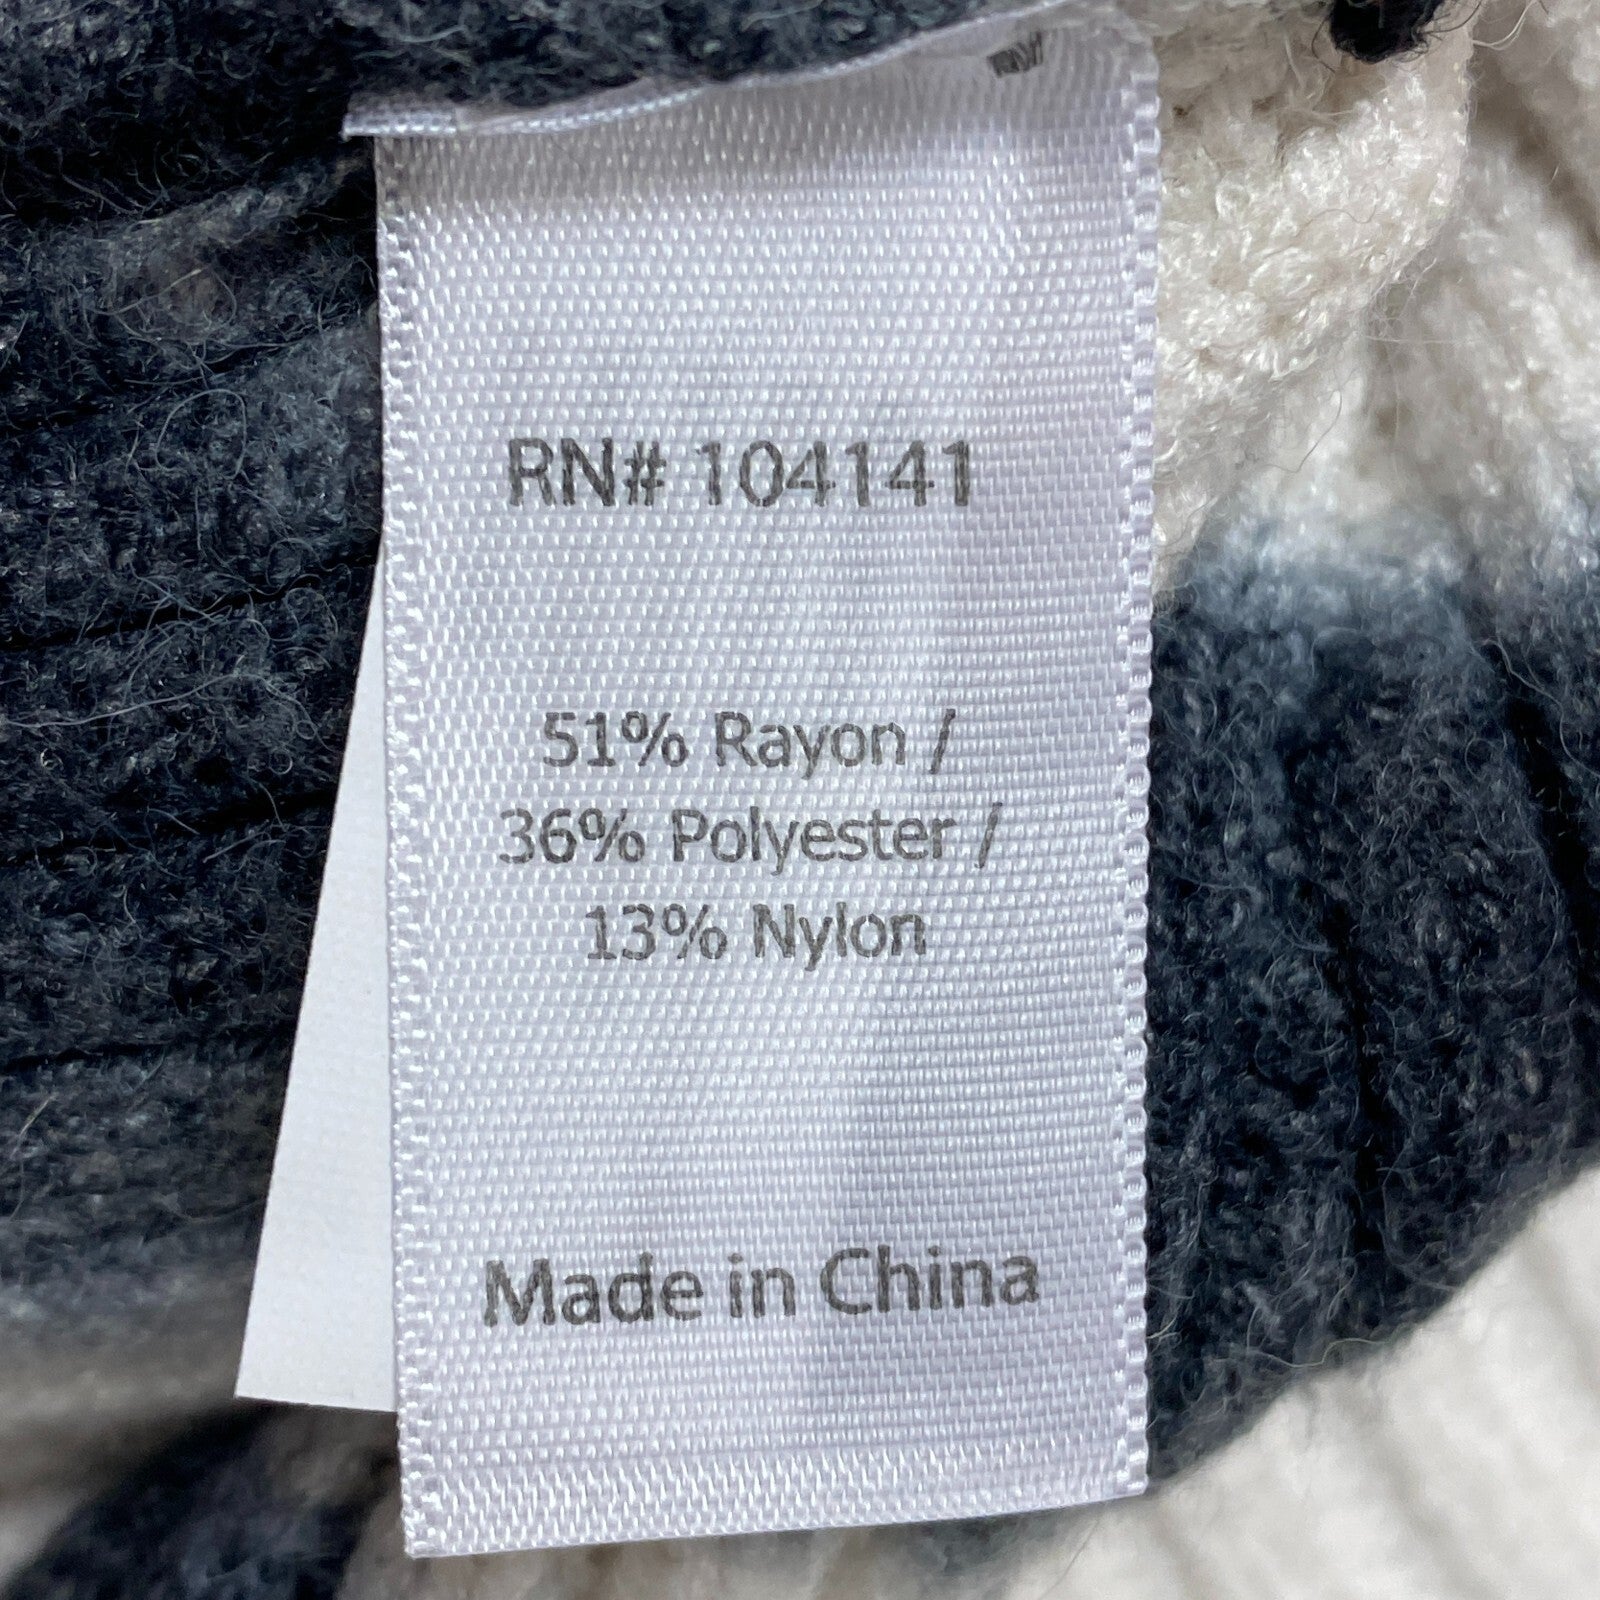 RN# 104141
51% Rayon /
36% Polyester /
13% Nylon
Made in China